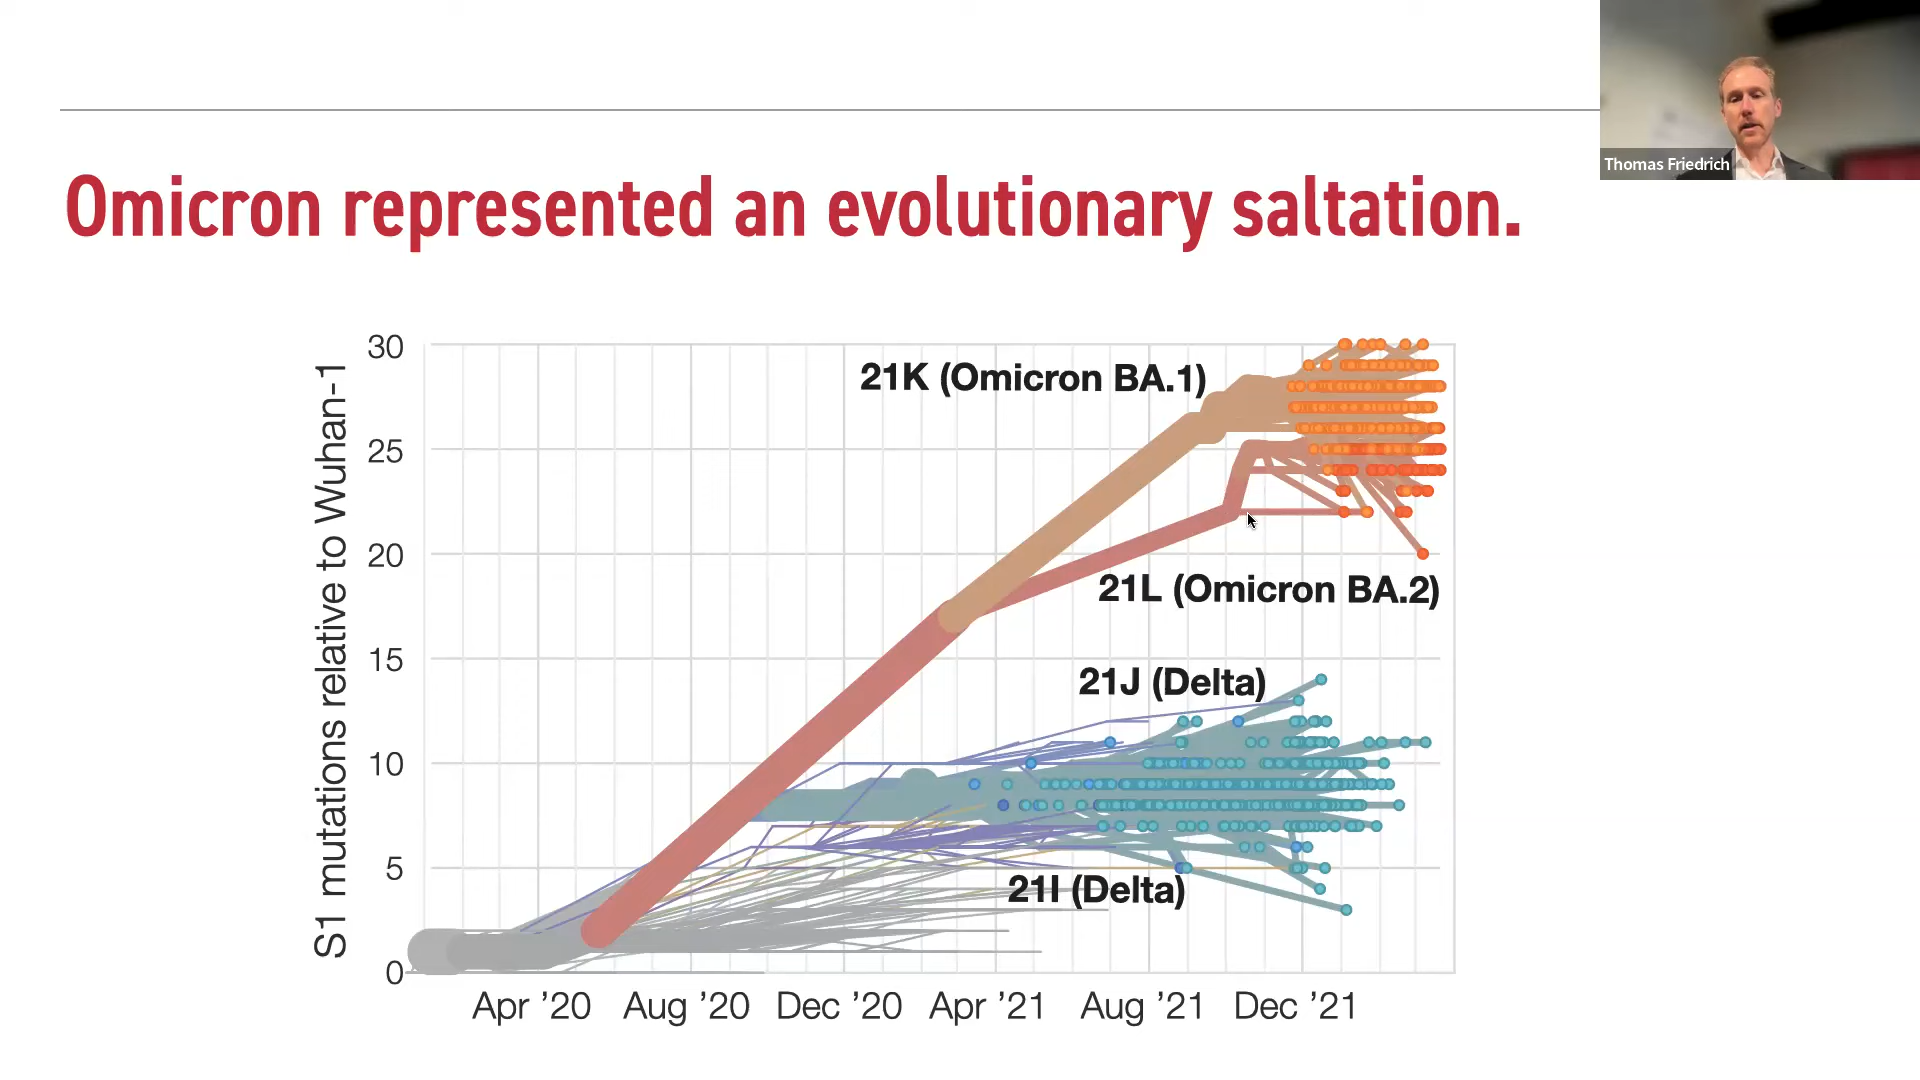 Thomas Friedrich
Omicron represented an evolutionary saltation.
S1 mutations relative to Wuhan-1
30
25
20
15
10
5
0
21K (Omicron BA.1)
21L (Omicron BA.2)
21J (Delta)
21I (Delta)
Apr ’20 Aug ’20 Dec ’20 Apr ’21 Aug ’21 Dec ’21